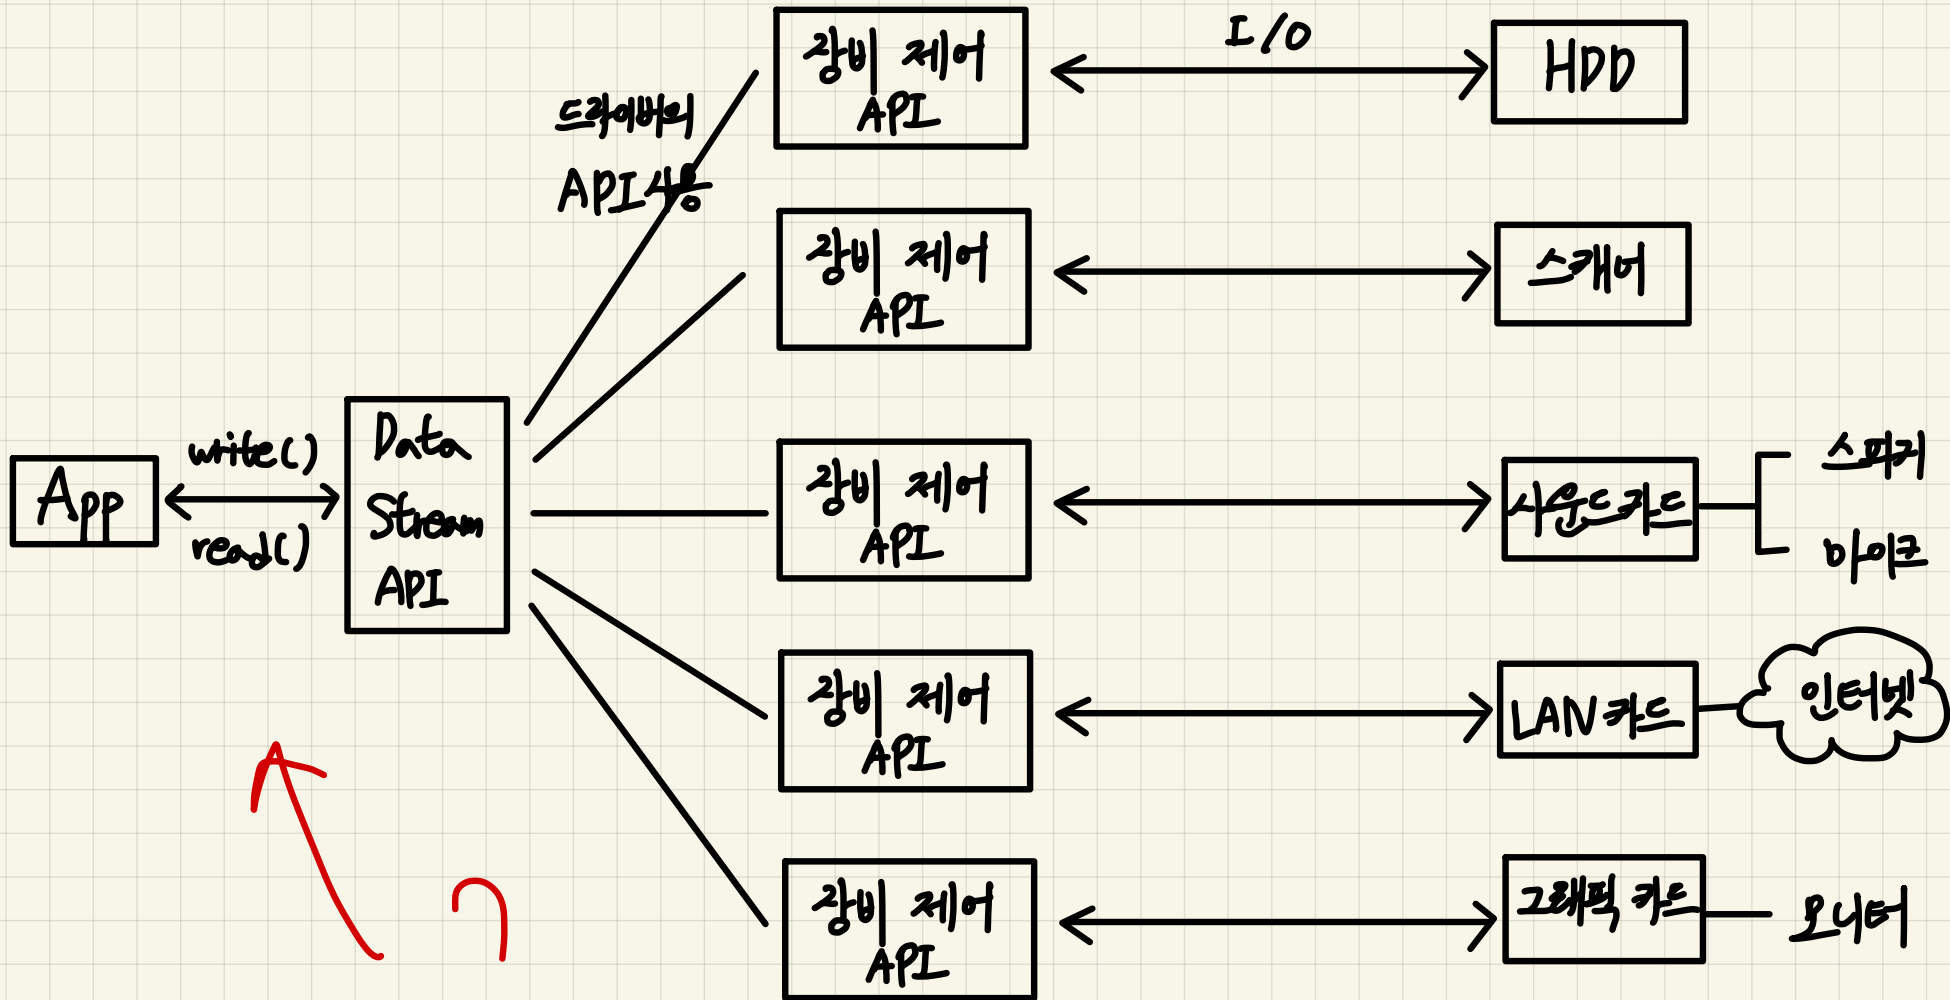 장비 제어
API
I/O
HDD
드라이버의
API 사용
장비 제어
API
스캐너
App
write()
read()
Data
Stream
API
장비 제어
API
사운드카드
스피커
마이크
장비 제어
API
LAN 카드
인터넷
장비 제어
API
그래픽 카드
모니터